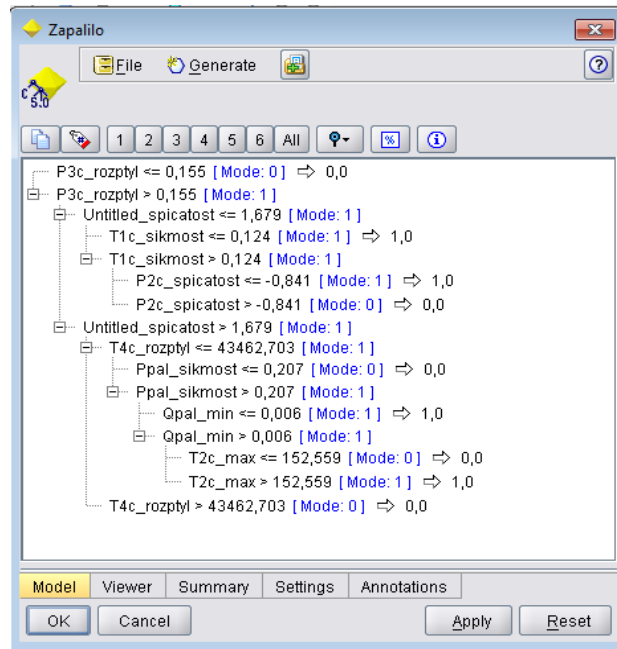 Zapalilo
File Generate
C 5.0
1 2 3 4 5 6 All %
P3c_rozptyl <= 0,155 [Mode: 0] ⇨ 0,0
P3c_rozptyl > 0,155 [Mode: 1]
Untitled_spicatost <= 1,679 [Mode: 1]
T1c_sikmost <= 0,124 [Mode: 1] ⇨ 1,0
T1c_sikmost > 0,124 [Mode: 1]
P2c_spicatost <= -0,841 [Mode: 1] ⇨ 1,0
P2c_spicatost > -0,841 [Mode: 0] ⇨ 0,0
Untitled_spicatost > 1,679 [Mode: 1]
T4c_rozptyl <= 43462,703 [Mode: 1]
Ppal_sikmost <= 0,207 [Mode: 0] ⇨ 0,0
Ppal_sikmost > 0,207 [Mode: 1]
Qpal_min <= 0,006 [Mode: 1] ⇨ 1,0
Qpal_min > 0,006 [Mode: 1]
T2c_max <= 152,559 [Mode: 0] ⇨ 0,0
T2c_max > 152,559 [Mode: 1] ⇨ 1,0
T4c_rozptyl > 43462,703 [Mode: 0] ⇨ 0,0
Model Viewer Summary Settings Annotations
OK Cancel Apply Reset